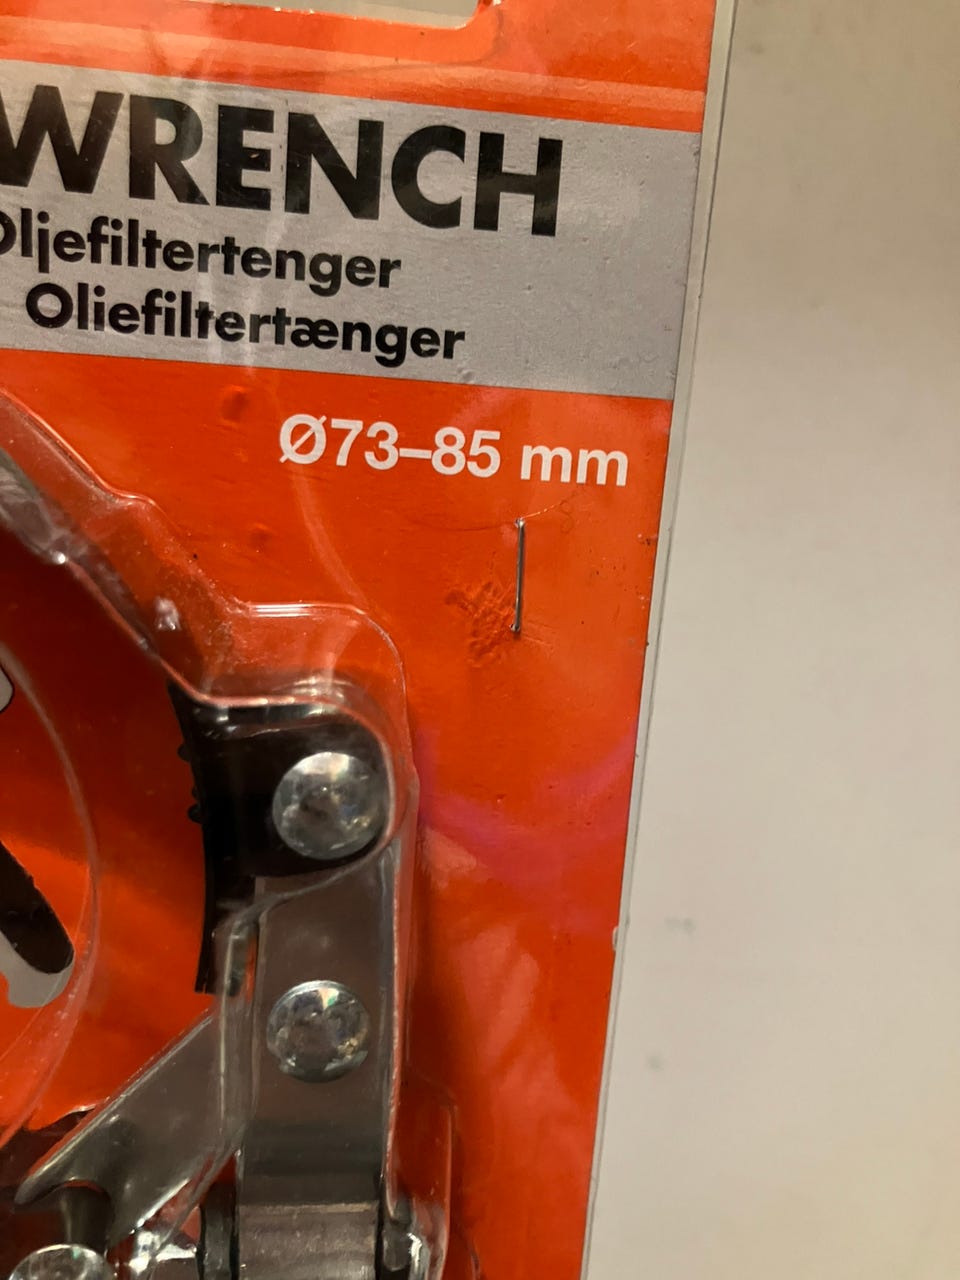 WRENCH
Oljefiltertenger
Oliefiltertænger
Ø73–85 mm